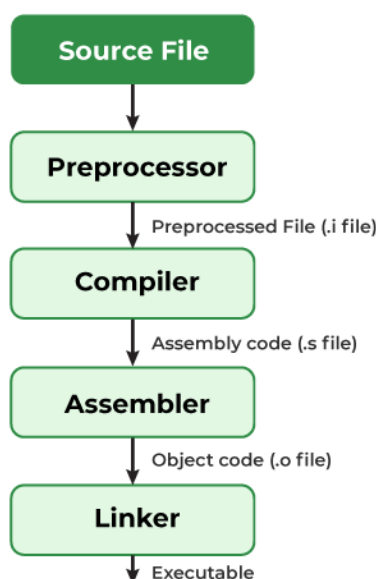 Source File
Preprocessor
Preprocessed File (.i file)
Compiler
Assembly code (.s file)
Assembler
Object code (.o file)
Linker
Executable